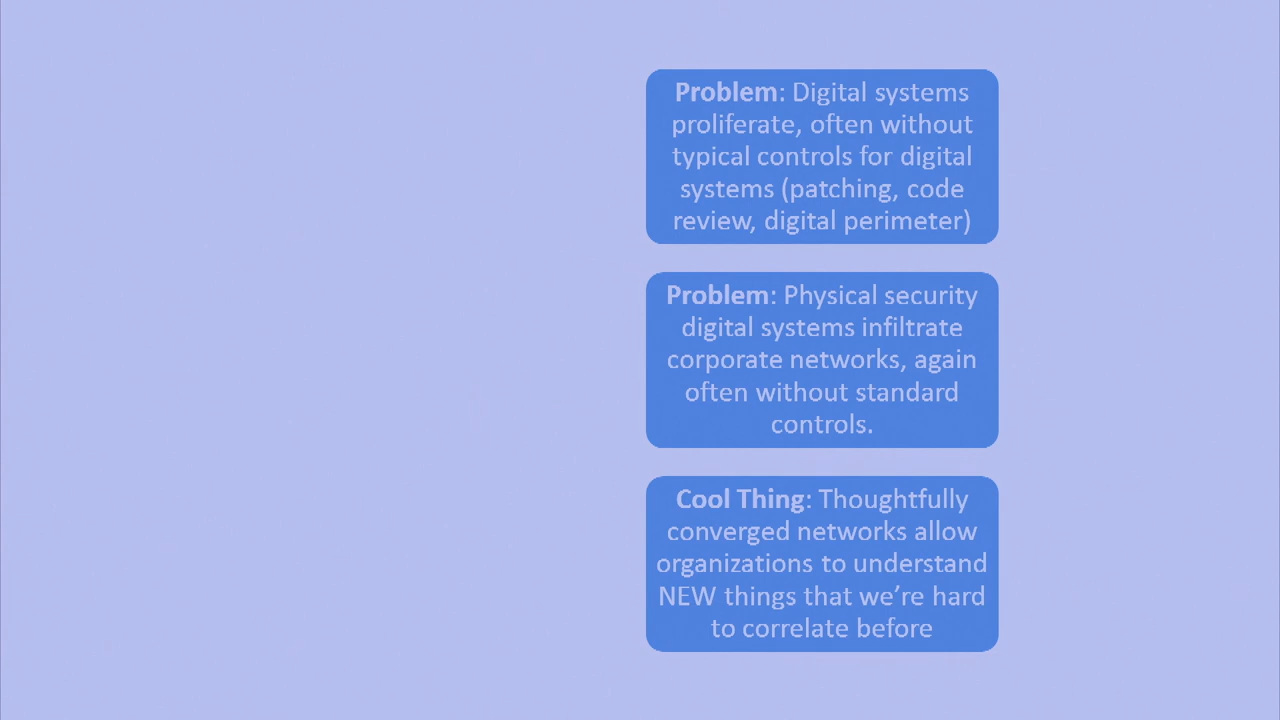 Problem: Digital systems
proliferate, often without
typical controls for digital
systems (patching, code
review, digital perimeter)
Problem: Physical security
digital systems infiltrate
corporate networks, again
often without standard
controls.
Cool Thing: Thoughtfully
converged networks allow
organizations to understand
NEW things that we’re hard
to correlate before